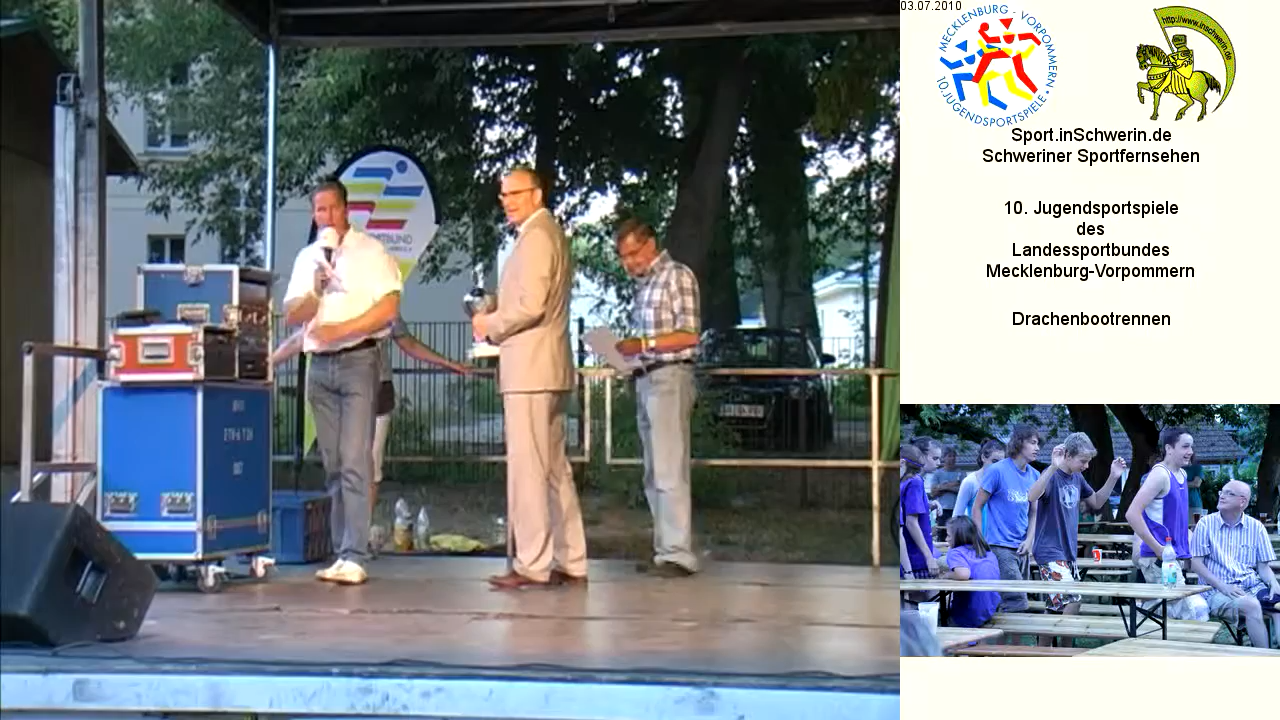 03.07.2010
MECKLENBURG - VORPOMMERN
10. JUGENDSPORTSPIELE
http://www.inschwerin.de
Sport.inSchwerin.de
Schweriner Sportfernsehen
10. Jugendsportspiele
des
Landessportbundes
Mecklenburg-Vorpommern
Drachenbootrennen